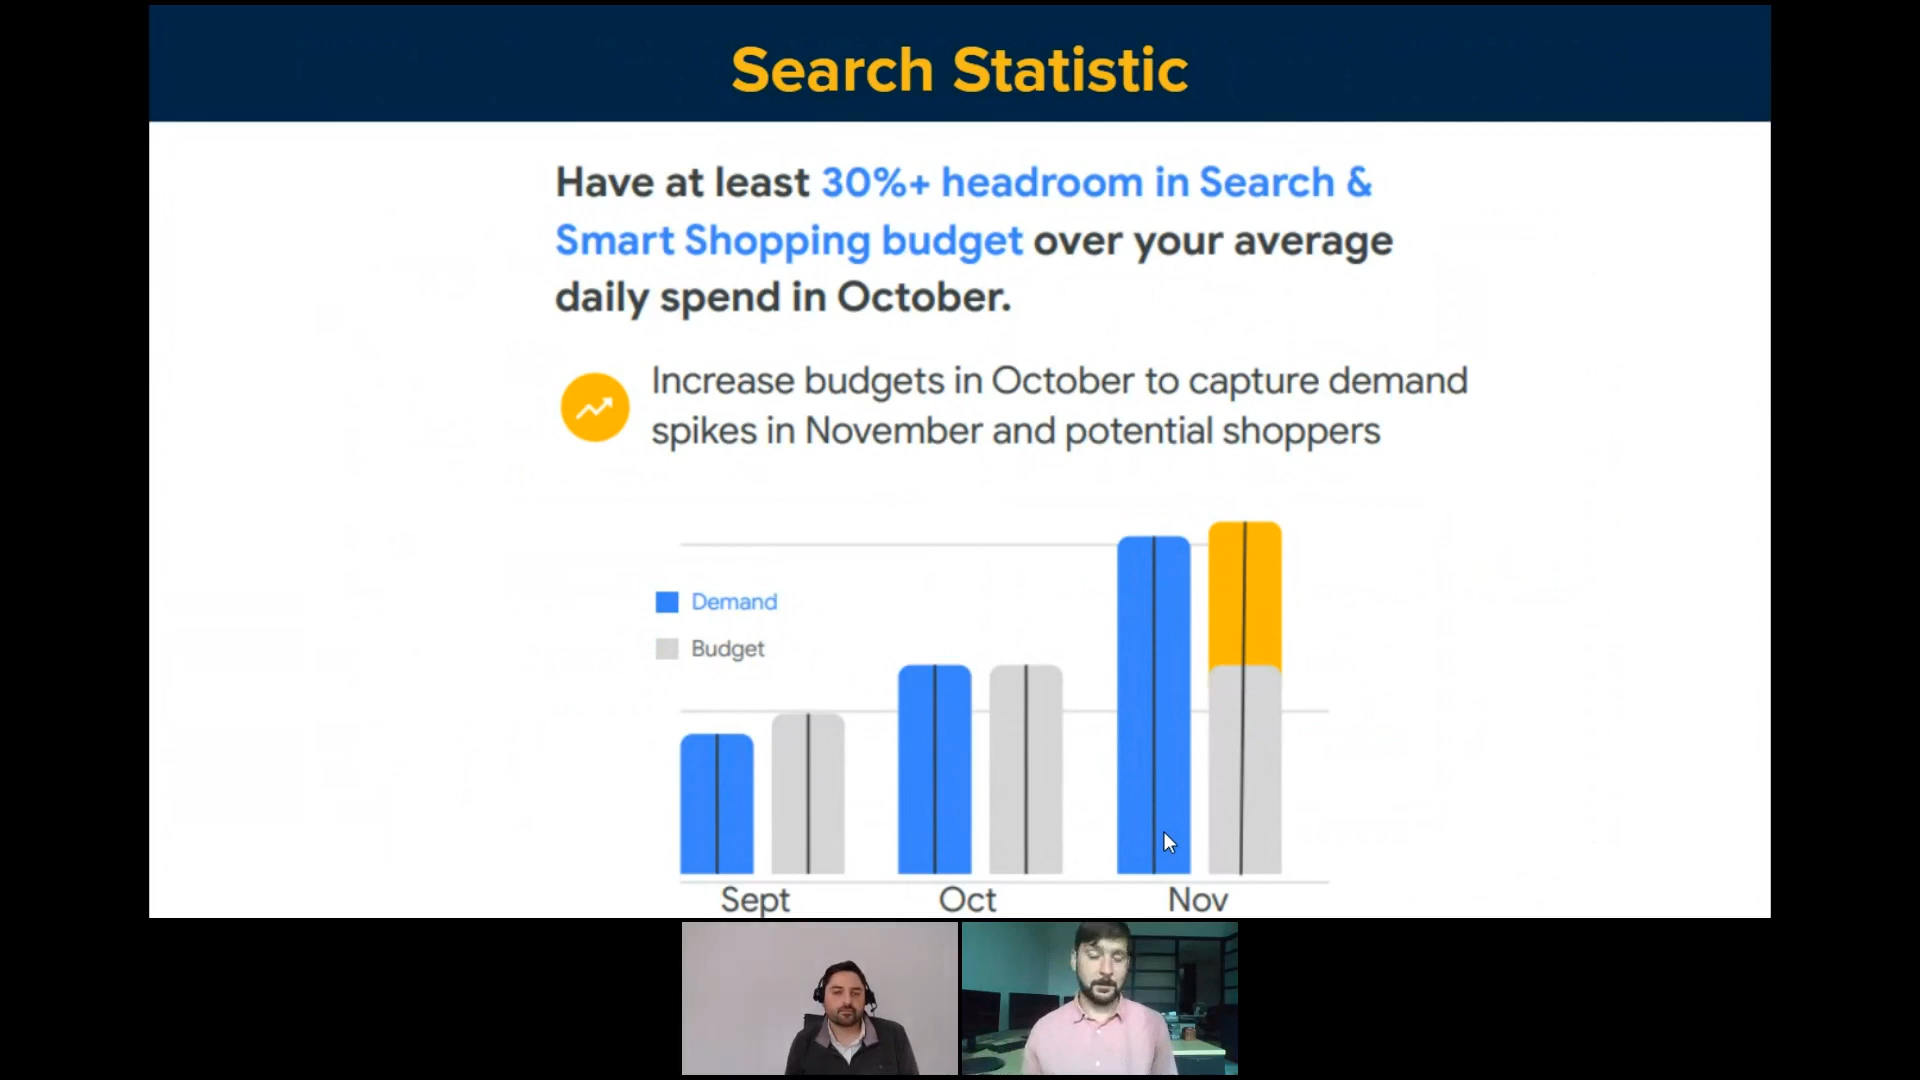 Search Statistic
Have at least 30%+ headroom in Search &
Smart Shopping budget over your average
daily spend in October.
Increase budgets in October to capture demand
spikes in November and potential shoppers
Demand
Budget
Sept Oct Nov